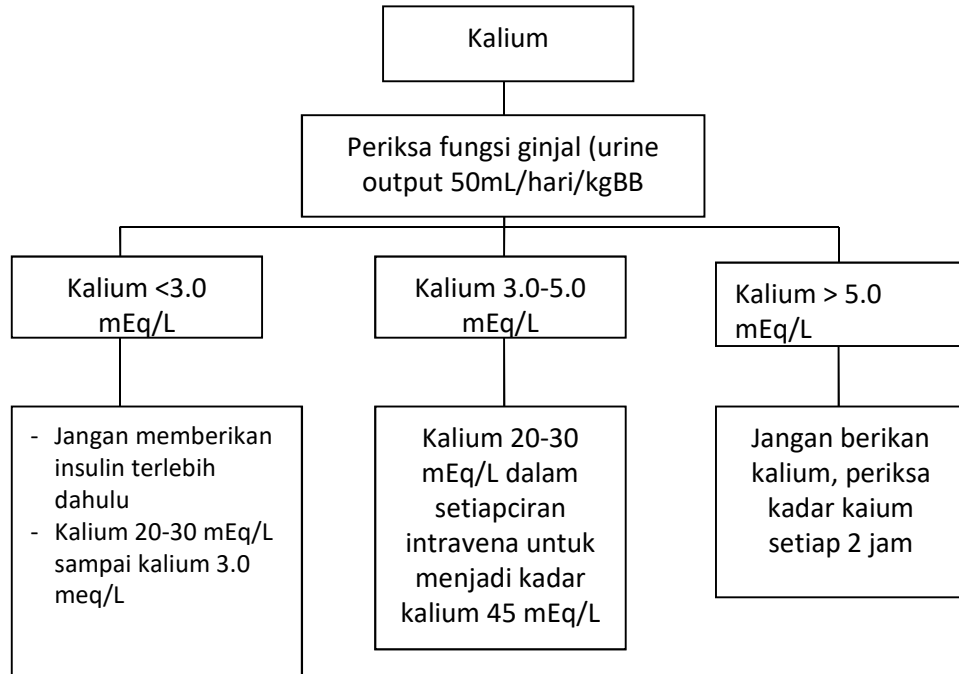 Kalium
Periksa fungsi ginjal (urine
output 50mL/hari/kgBB
Kalium <3.0
mEq/L
Kalium 3.0-5.0
mEq/L
Kalium > 5.0
mEq/L
- Jangan memberikan
insulin terlebih
dahulu
- Kalium 20-30 mEq/L
sampai kalium 3.0
meq/L
Kalium 20-30
mEq/L dalam
setiapciran
intravena untuk
menjadi kadar
kalium 45 mEq/L
Jangan berikan
kalium, periksa
kadar kaium
setiap 2 jam